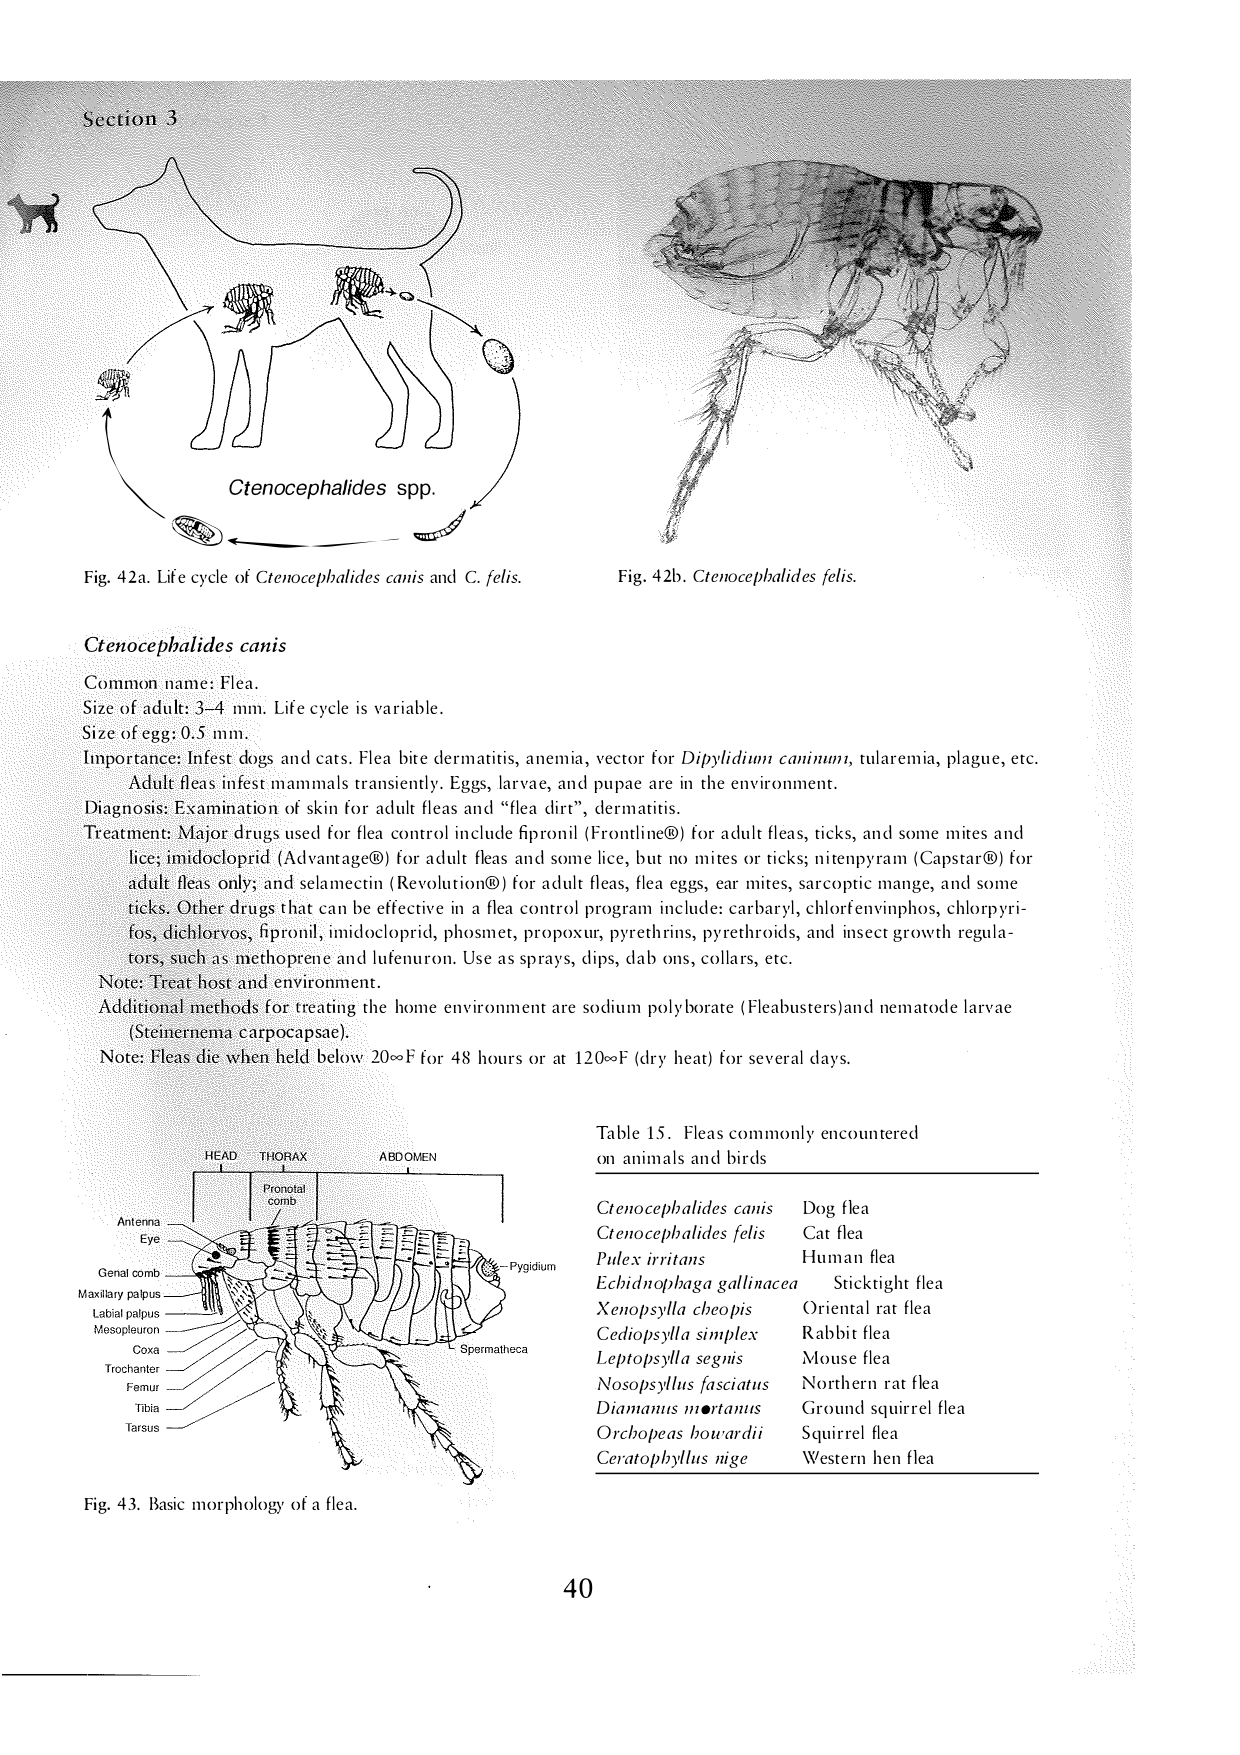 Section 3
Ctenocephalides spp.
Fig. 42a. Life cycle of Ctenocephalides canis and C. felis.
Fig. 42b. Ctenocephalides felis.
Ctenocephalides canis
Common name: Flea.
Size of adult: 3–4 mm. Life cycle is variable.
Size of egg: 0.5 mm.
Importance: Infest dogs and cats. Flea bite dermatitis, anemia, vector for Dipylidium caninum, tularemia, plague, etc.
Adult fleas infest mammals transiently. Eggs, larvae, and pupae are in the environment.
Diagnosis: Examination of skin for adult fleas and “flea dirt”, dermatitis.
Treatment: Major drugs used for flea control include fipronil (Frontline®) for adult fleas, ticks, and some mites and
lice; imidocloprid (Advantage®) for adult fleas and some lice, but no mites or ticks; nitenpyram (Capstar®) for
adult fleas only; and selamectin (Revolution®) for adult fleas, flea eggs, ear mites, sarcoptic mange, and some
ticks. Other drugs that can be effective in a flea control program include: carbaryl, chlorfenvinphos, chlorpyri-
fos, dichlorvos, fipronil, imidocloprid, phosmet, propoxur, pyrethrins, pyrethroids, and insect growth regula-
tors, such as methoprene and lufenuron. Use as sprays, dips, dab ons, collars, etc.
Note: Treat host and environment.
Additional methods for treating the home environment are sodium polyborate (Fleabusters)and nematode larvae
(Steinernema carpocapsae).
Note: Fleas die when held below 20∞F for 48 hours or at 120∞F (dry heat) for several days.
HEAD THORAX ABDOMEN
Pronotal
comb
Antenna
Eye
Genal comb
Maxillary palpus
Labial palpus
Mesopleuron
Coxa
Trochanter
Femur
Tibia
Tarsus
Pygidium
Spermatheca
Fig. 43. Basic morphology of a flea.
Table 15. Fleas commonly encountered
on animals and birds
Ctenocephalides canis Dog flea
Ctenocephalides felis Cat flea
Pulex irritans Human flea
Echidnophaga gallinacea Sticktight flea
Xenopsylla cheopis Oriental rat flea
Cediopsylla simplex Rabbit flea
Leptopsylla segnis Mouse flea
Nosopsyllus fasciatus Northern rat flea
Diamanus mortanus Ground squirrel flea
Orchopeas howardii Squirrel flea
Ceratophyllus nige Western hen flea
40